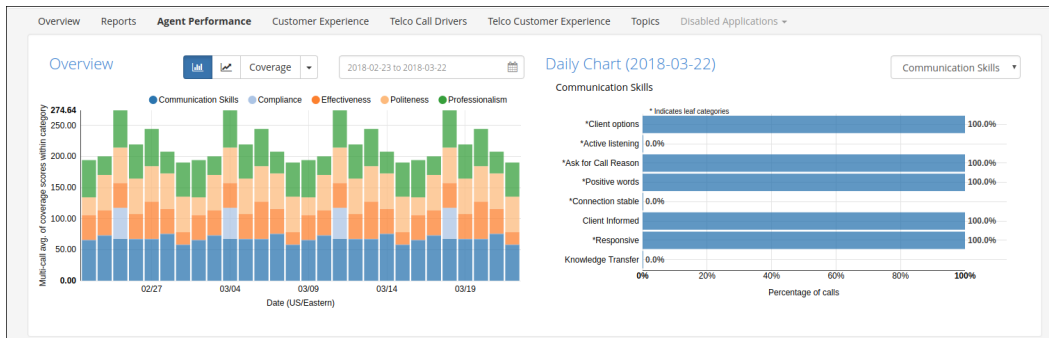 Overview Reports Agent Performance Customer Experience Telco Call Drivers Telco Customer Experience Topics Disabled Applications
Overview
Coverage
2018-02-23 to 2018-03-22
Communication Skills Compliance Effectiveness Politeness Professionalism
Multi-call avg. of coverage scores within category
274.64
250.00
200.00
150.00
100.00
50.00
0.00
02/27 03/04 03/09 03/14 03/19
Date (US/Eastern)
Daily Chart (2018-03-22)
Communication Skills
Communication Skills
* Indicates leaf categories
*Client options 100.0%
*Active listening 0.0%
*Ask for Call Reason 100.0%
*Positive words 100.0%
*Connection stable 0.0%
Client Informed 100.0%
*Responsive 100.0%
Knowledge Transfer 0.0%
0% 20% 40% 60% 80% 100%
Percentage of calls